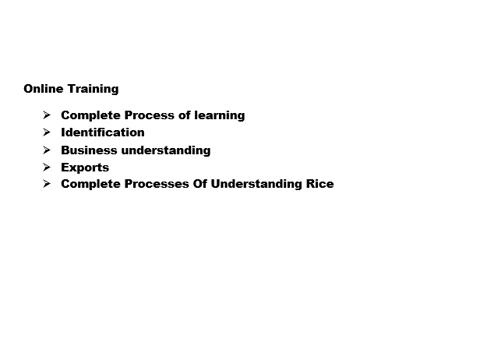 Online Training
➢ Complete Process of learning
➢ Identification
➢ Business understanding
➢ Exports
➢ Complete Processes Of Understanding Rice